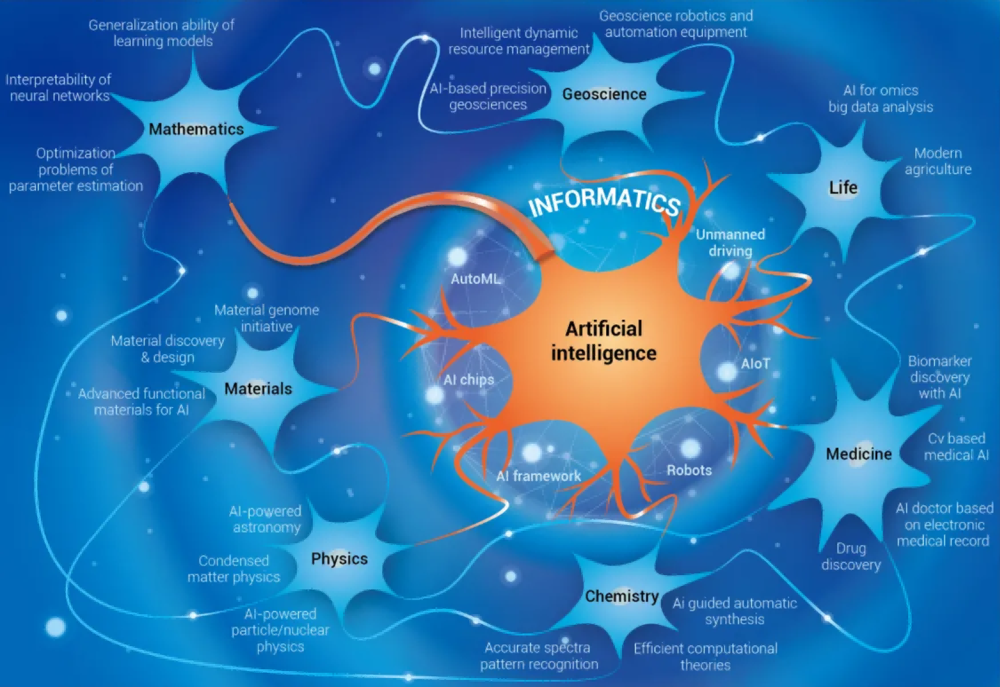 Generalization ability of
learning models
Interpretability of
neural networks
Mathematics
Optimization
problems of
parameter estimation
Intelligent dynamic
resource management
Geoscience robotics and
automation equipment
AI-based precision
geosciences
Geoscience
AI for omics
big data analysis
Modern
agriculture
Life
INFORMATICS
Unmanned
driving
AutoML
Artificial
intelligence
AIoT
AI chips
AI framework
Robots
Material genome
initiative
Material discovery
& design
Materials
Advanced functional
materials for AI
Biomarker
discovery
with AI
Cv based
medical AI
Medicine
AI doctor based
on electronic
medical record
Drug
discovery
AI-powered
astronomy
Physics
Condensed
matter physics
AI-powered
particle/nuclear
physics
Chemistry
Ai guided automatic
synthesis
Accurate spectra
pattern recognition
Efficient computational
theories